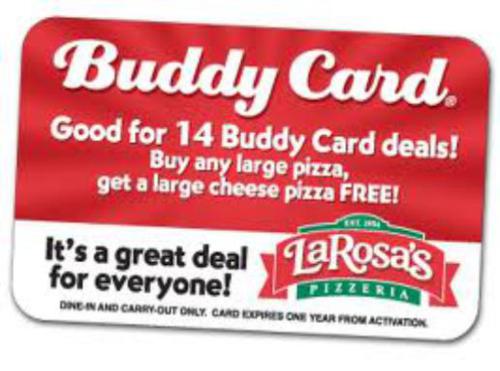 Buddy Card®
Good for 14 Buddy Card deals!
Buy any large pizza,
get a large cheese pizza FREE!
It's a great deal
for everyone!
EST. 1954
LaRosa's
PIZZERIA
DINE-IN AND CARRY-OUT ONLY. CARD EXPIRES ONE YEAR FROM ACTIVATION.